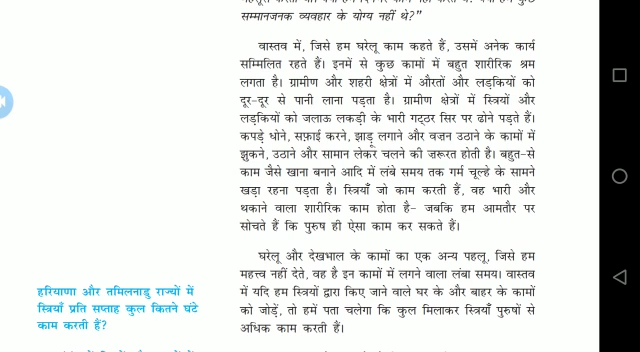 सम्मानजनक व्यवहार के योग्य नहीं थे?”
वास्तव में, जिसे हम घरेलू काम कहते हैं, उसमें अनेक कार्य
सम्मिलित रहते हैं। इनमें से कुछ कामों में बहुत शारीरिक श्रम
लगता है। ग्रामीण और शहरी क्षेत्रों में औरतों और लड़कियों को
दूर-दूर से पानी लाना पड़ता है। ग्रामीण क्षेत्रों में स्त्रियों और
लड़कियों को जलाऊ लकड़ी के भारी गट्ठर सिर पर ढोने पड़ते हैं।
कपड़े धोने, सफ़ाई करने, झाड़ू लगाने और वज़न उठाने के कामों में
झुकने, उठाने और सामान लेकर चलने की ज़रूरत होती है। बहुत-से
काम जैसे खाना बनाने आदि में लंबे समय तक गर्म चूल्हे के सामने
खड़ा रहना पड़ता है। स्त्रियाँ जो काम करती हैं, वह भारी और
थकाने वाला शारीरिक काम होता है– जबकि हम आमतौर पर
सोचते हैं कि पुरुष ही ऐसा काम कर सकते हैं।
घरेलू और देखभाल के कामों का एक अन्य पहलू, जिसे हम
महत्त्व नहीं देते, वह है इन कामों में लगने वाला लंबा समय। वास्तव
में यदि हम स्त्रियों द्वारा किए जाने वाले घर के और बाहर के कामों
को जोड़ें, तो हमें पता चलेगा कि कुल मिलाकर स्त्रियाँ पुरुषों से
अधिक काम करती हैं।
हरियाणा और तमिलनाडु राज्यों में
स्त्रियाँ प्रति सप्ताह कुल कितने घंटे
काम करती हैं?